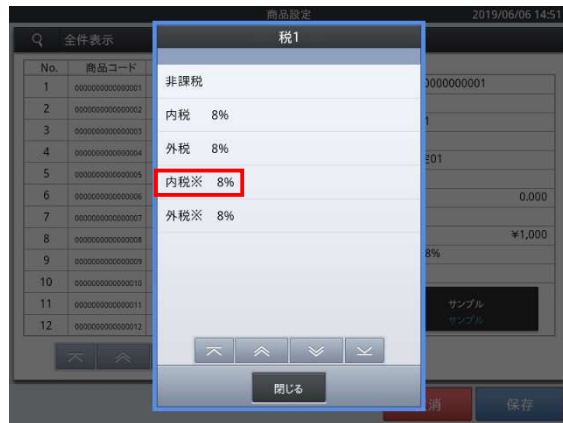 商品設定
2019/06/06 14:51
全件表示
税1
No. 商品コード
1 0000000000000001
2 0000000000000002
3 0000000000000003
4 0000000000000004
5 0000000000000005
6 0000000000000006
7 0000000000000007
8 0000000000000008
9 0000000000000009
10 0000000000000010
11 0000000000000011
12 0000000000000012
非課税
内税 8%
外税 8%
内税※ 8%
外税※ 8%
閉じる
0000000001
1
01
0.000
¥1,000
8%
サンプル
サンプル
消
保存